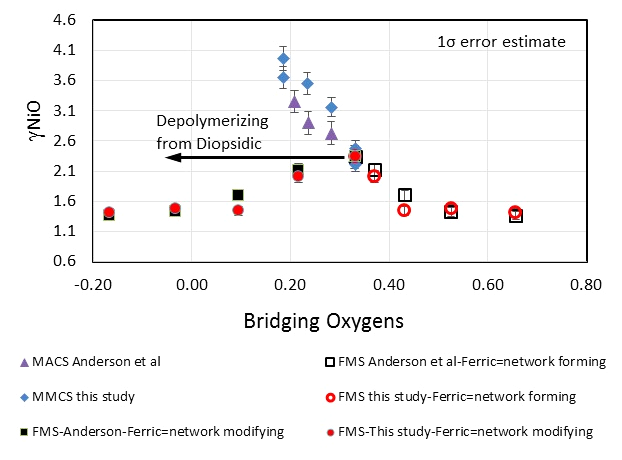 4.6
4.1
3.6
3.1
2.6
2.1
1.6
1.1
0.6
γNiO
1σ error estimate
Depolymerizing
from Diopsidic
-0.20 0.00 0.20 0.40 0.60 0.80
Bridging Oxygens
MACS Anderson et al
FMS Anderson et al-Ferric=network forming
MMCS this study
FMS this study-Ferric=network forming
FMS-Anderson-Ferric=network modifying
FMS-This study-Ferric=network modifying